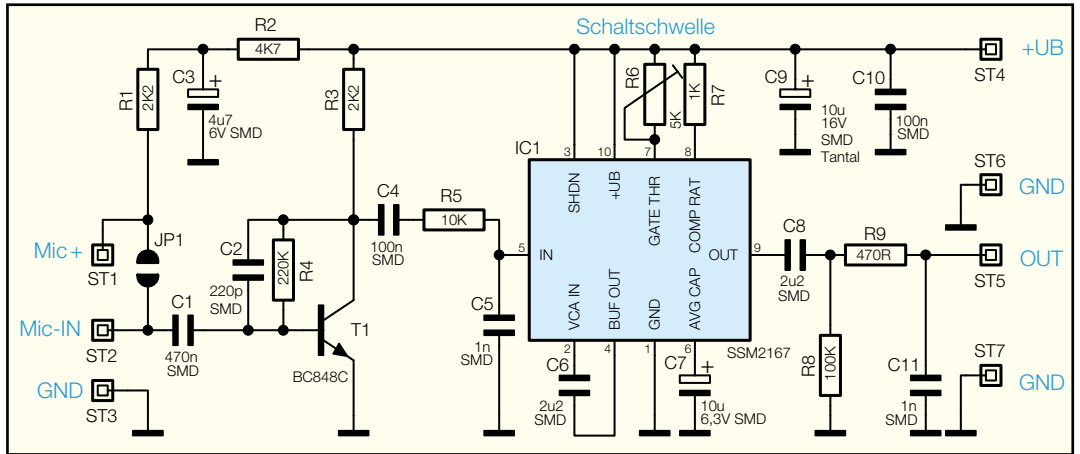 Schaltschwelle
R2
4K7
R1
2K2
C3
+
4u7
6V SMD
R3
2K2
R6
5K
R7
1K
C9
+
10u
16V
SMD
Tantal
C10
100n
SMD
+UB
ST4
IC1
3
10
7
8
SHDN
+UB
GATE THR
COMP RAT
ST6
GND
Mic+
ST1
JP1
C2
220p
SMD
R4
220K
C4
100n
SMD
R5
10K
5
IN
OUT
9
C8
2u2
SMD
R9
470R
ST5
OUT
Mic-IN
ST2
C1
470n
SMD
T1
BC848C
C5
1n
SMD
VCA IN
BUF OUT
GND
AVG CAP
2
4
1
6
SSM2167
C6
2u2
SMD
C7
+
10u
6,3V SMD
R8
100K
C11
1n
SMD
ST7
GND
GND
ST3